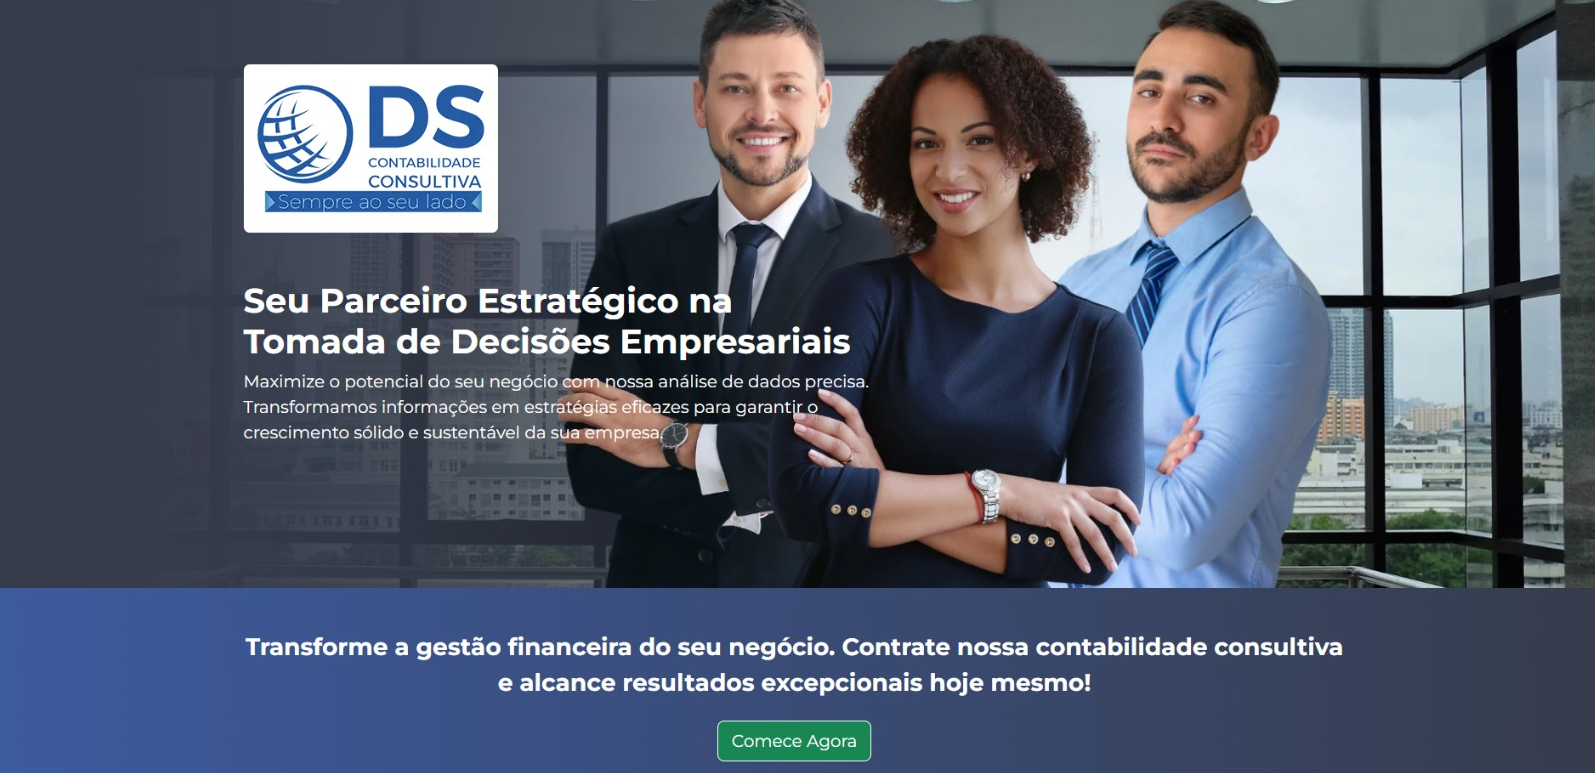 DS
CONTABILIDADE
CONSULTIVA
Sempre ao seu lado
Seu Parceiro Estratégico na
Tomada de Decisões Empresariais
Maximize o potencial do seu negócio com nossa análise de dados precisa.
Transformamos informações em estratégias eficazes para garantir o
crescimento sólido e sustentável da sua empresa.
Transforme a gestão financeira do seu negócio. Contrate nossa contabilidade consultiva
e alcance resultados excepcionais hoje mesmo!
Comece Agora